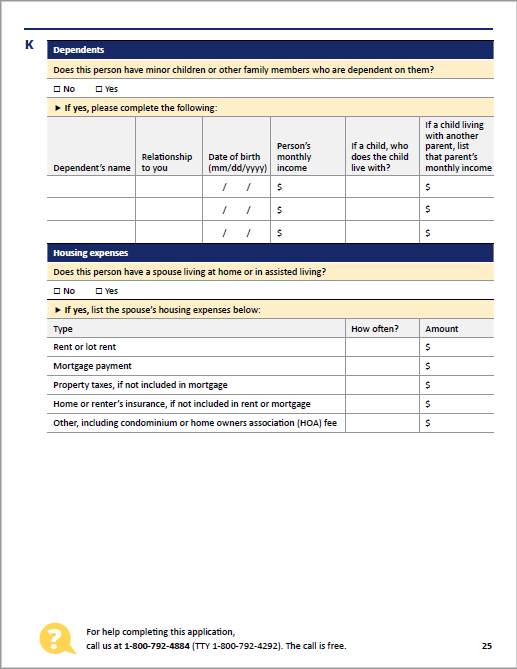 K
Dependents
Does this person have minor children or other family members who are dependent on them?
☐ No ☐ Yes
► If yes, please complete the following:
Dependent's name
Relationship
to you
Date of birth
(mm/dd/yyyy)
Person's
monthly
income
If a child, who
does the child
live with?
If a child living
with another
parent, list
that parent's
monthly income
/ / $ $
/ / $ $
/ / $ $
Housing expenses
Does this person have a spouse living at home or in assisted living?
☐ No ☐ Yes
► If yes, list the spouse's housing expenses below:
Type How often? Amount
Rent or lot rent $
Mortgage payment $
Property taxes, if not included in mortgage $
Home or renter's insurance, if not included in rent or mortgage $
Other, including condominium or home owners association (HOA) fee $
?
For help completing this application,
call us at 1-800-792-4884 (TTY 1-800-792-4292). The call is free.
25